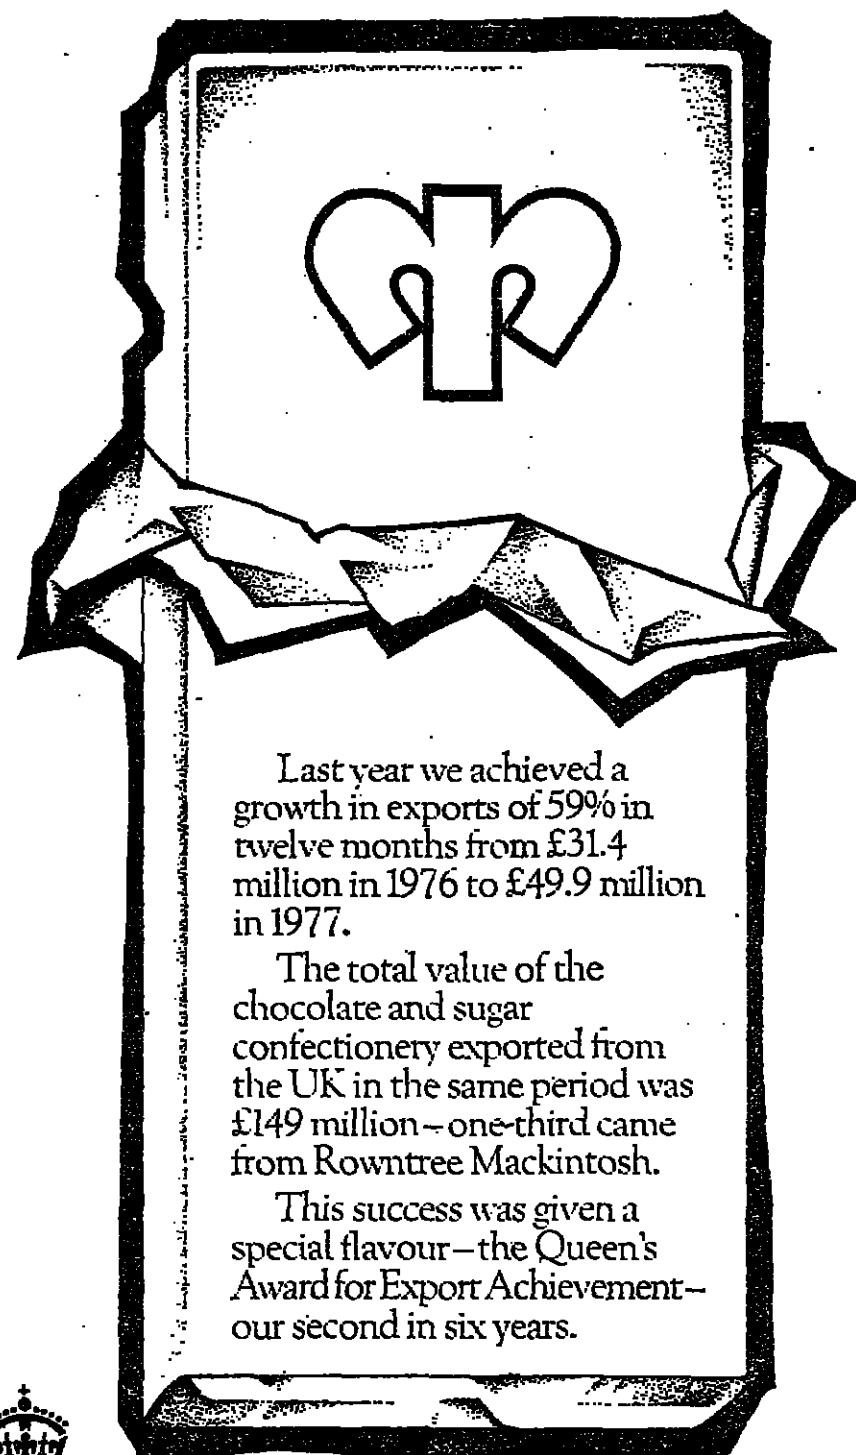 Last year we achieved a
growth in exports of 59% in
twelve months from £31.4
million in 1976 to £49.9 million
in 1977.
The total value of the
chocolate and sugar
confectionery exported from
the UK in the same period was
£149 million–one-third came
from Rowntree Mackintosh.
This success was given a
special flavour–the Queen's
Award for Export Achievement–
our second in six years.